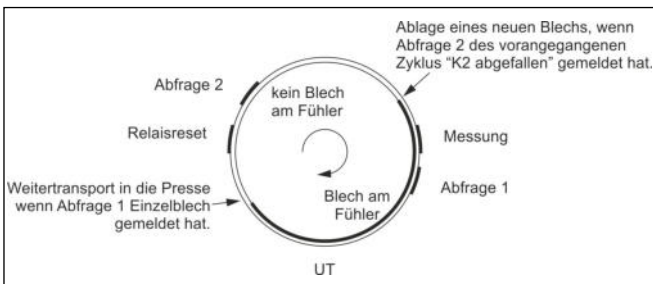 Ablage eines neuen Blechs, wenn
Abfrage 2 des vorangegangenen
Zyklus “K2 abgefallen” gemeldet hat.
Abfrage 2
kein Blech
am Fühler
Relaisreset
Messung
Abfrage 1
Weitertransport in die Presse
wenn Abfrage 1 Einzelblech
gemeldet hat.
Blech am
Fühler
UT